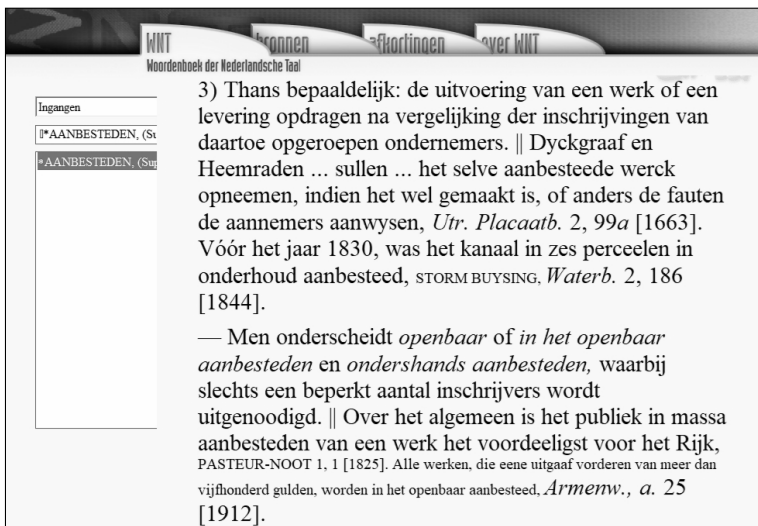 WNT
bronnen
afkortingen
over WNT
Woordenboek der Nederlandsche Taal
Ingangen
*AANBESTEDEN, (Su
*AANBESTEDEN, (Sup
3) Thans bepaaldelijk: de uitvoering van een werk of een
levering opdragen na vergelijking der inschrijvingen van
daartoe opgeroepen ondernemers. || Dyckgraaf en
Heemraden ... sullen ... het selve aanbesteede werck
opneemen, indien het wel gemaakt is, of anders de fauten
de aannemers aanwysen, Utr. Placaatb. 2, 99a [1663].
Vóór het jaar 1830, was het kanaal in zes perceelen in
onderhoud aanbesteed, STORM BUYSING, Waterb. 2, 186
[1844].
— Men onderscheidt openbaar of in het openbaar
aanbesteden en ondershands aanbesteden, waarbij
slechts een beperkt aantal inschrijvers wordt
uitgenoodigd. || Over het algemeen is het publiek in massa
aanbesteden van een werk het voordeeligst voor het Rijk,
PASTEUR-NOOT 1, 1 [1825]. Alle werken, die eene uitgaaf vorderen van meer dan
vijfhonderd gulden, worden in het openbaar aanbesteed, Armenw., a. 25
[1912].